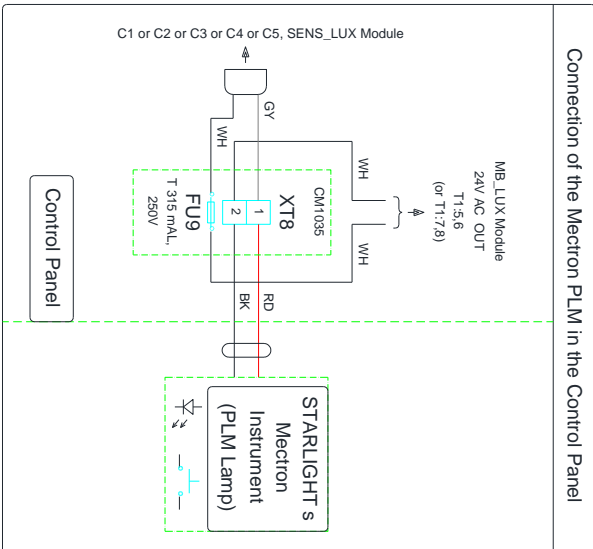 Connection of the Mectron PLM in the Control Panel
C1 or C2 or C3 or C4 or C5, SENS_LUX Module
MB_LUX Module
24V AC OUT
T1:5,6
(or T1:7,8)
GY
WH
WH
WH
CM1035
XT8
1
2
FU9
T 315 mAL,
250V
RD
BK
Control Panel
STARLIGHT s
Mectron
Instrument
(PLM Lamp)